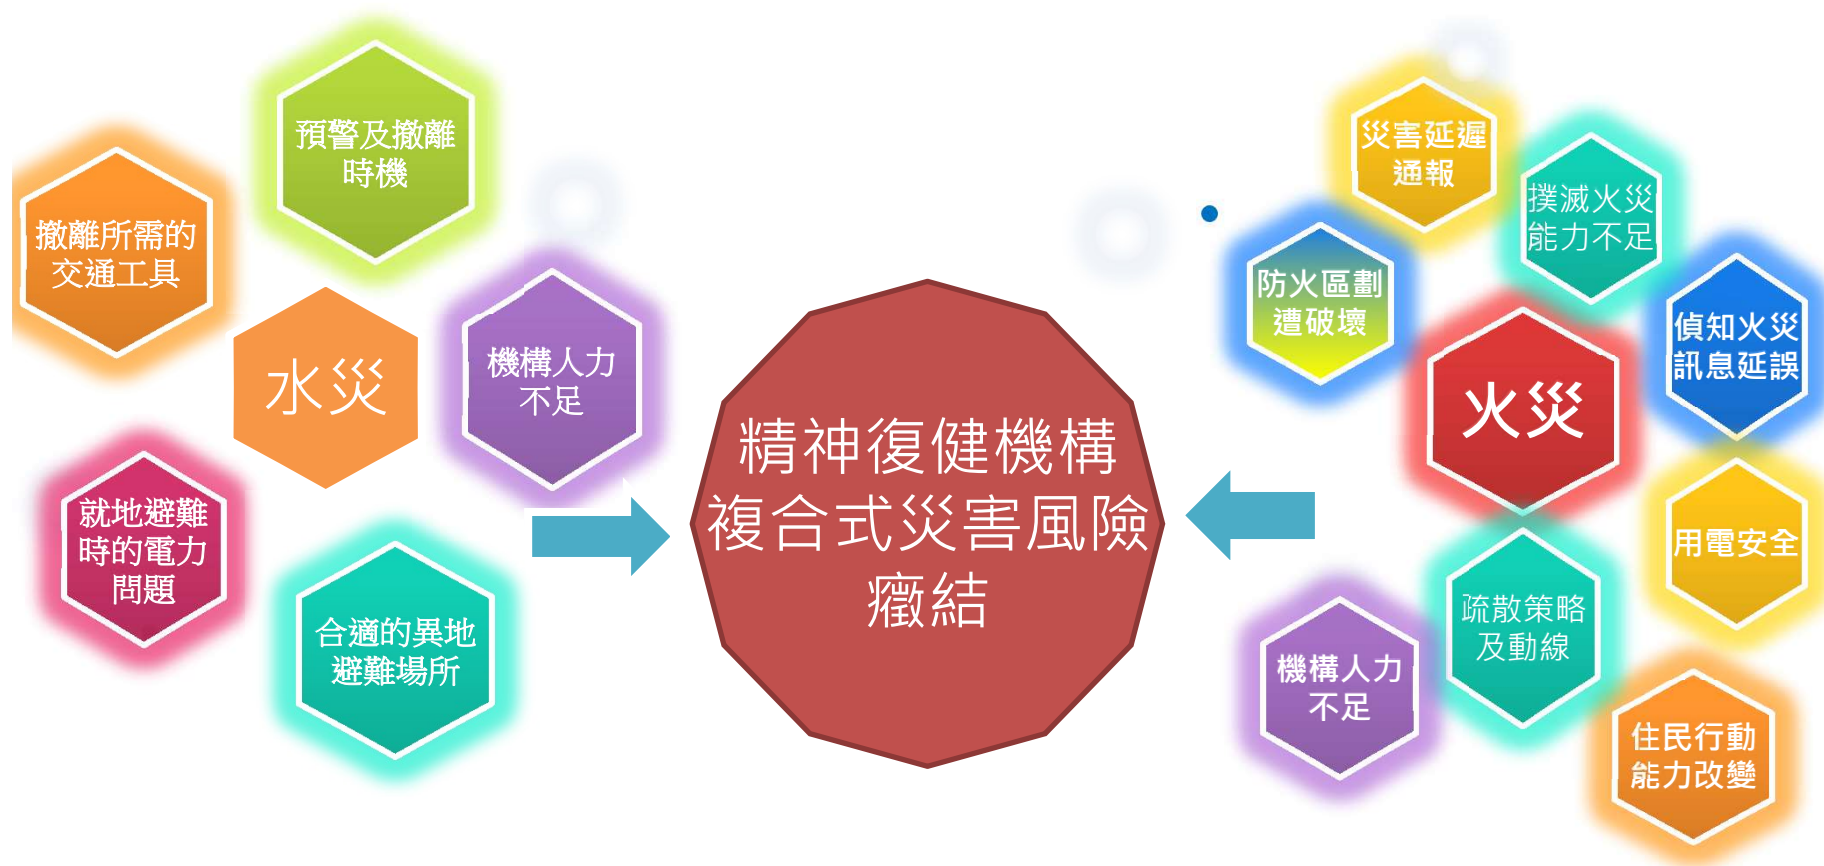 預警及撤離
時機
撤離所需的
交通工具
水災
機構人力
不足
就地避難
時的電力
問題
合適的異地
避難場所
精神復健機構
複合式災害風險
癥結
災害延遲
通報
撲滅火災
能力不足
防火區劃
遭破壞
偵知火災
訊息延誤
火災
用電安全
疏散策略
及動線
機構人力
不足
住民行動
能力改變